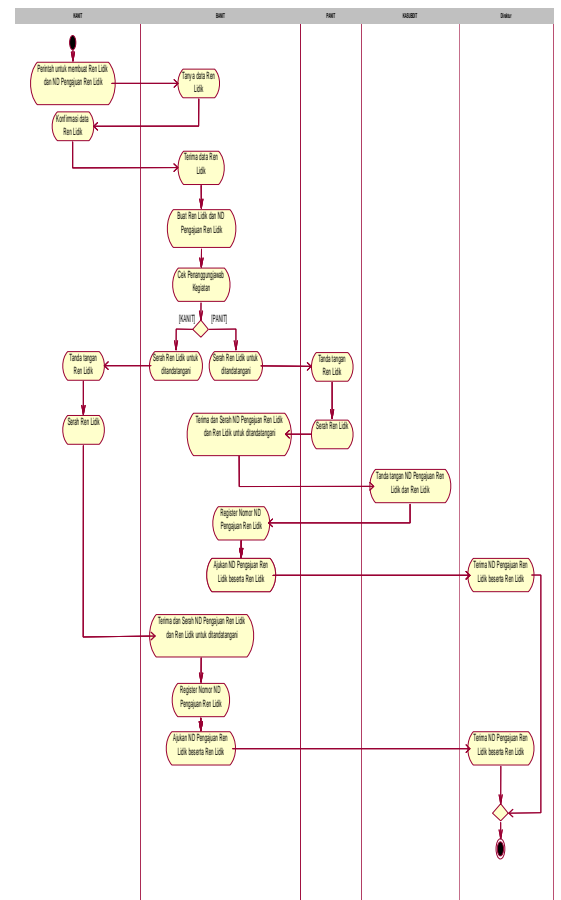 KANIT BANIT PANIT KASUBDIT Direktur
Perintah untuk membuat Ren Lidik
dan ND Pengajuan Ren Lidik
Tanya data Ren
Lidik
Konfirmasi data
Ren Lidik
Terima data Ren
Lidik
Buat Ren Lidik dan ND
Pengajuan Ren Lidik
Cek Penanggungjawab
Kegiatan
[KANIT] [PANIT]
Tanda tangan
Ren Lidik
Serah Ren Lidik untuk
ditandatangani
Serah Ren Lidik untuk
ditandatangani
Tanda tangan
Ren Lidik
Serah Ren Lidik
Terima dan Serah ND Pengajuan Ren Lidik
dan Ren Lidik untuk ditandatangani
Serah Ren Lidik
Tanda tangan ND Pengajuan Ren
Lidik dan Ren Lidik
Register Nomor ND
Pengajuan Ren Lidik
Ajukan ND Pengajuan Ren
Lidik beserta Ren Lidik
Terima ND Pengajuan Ren
Lidik beserta Ren Lidik
Terima dan Serah ND Pengajuan Ren Lidik
dan Ren Lidik untuk ditandatangani
Register Nomor ND
Pengajuan Ren Lidik
Ajukan ND Pengajuan Ren
Lidik beserta Ren Lidik
Terima ND Pengajuan Ren
Lidik beserta Ren Lidik